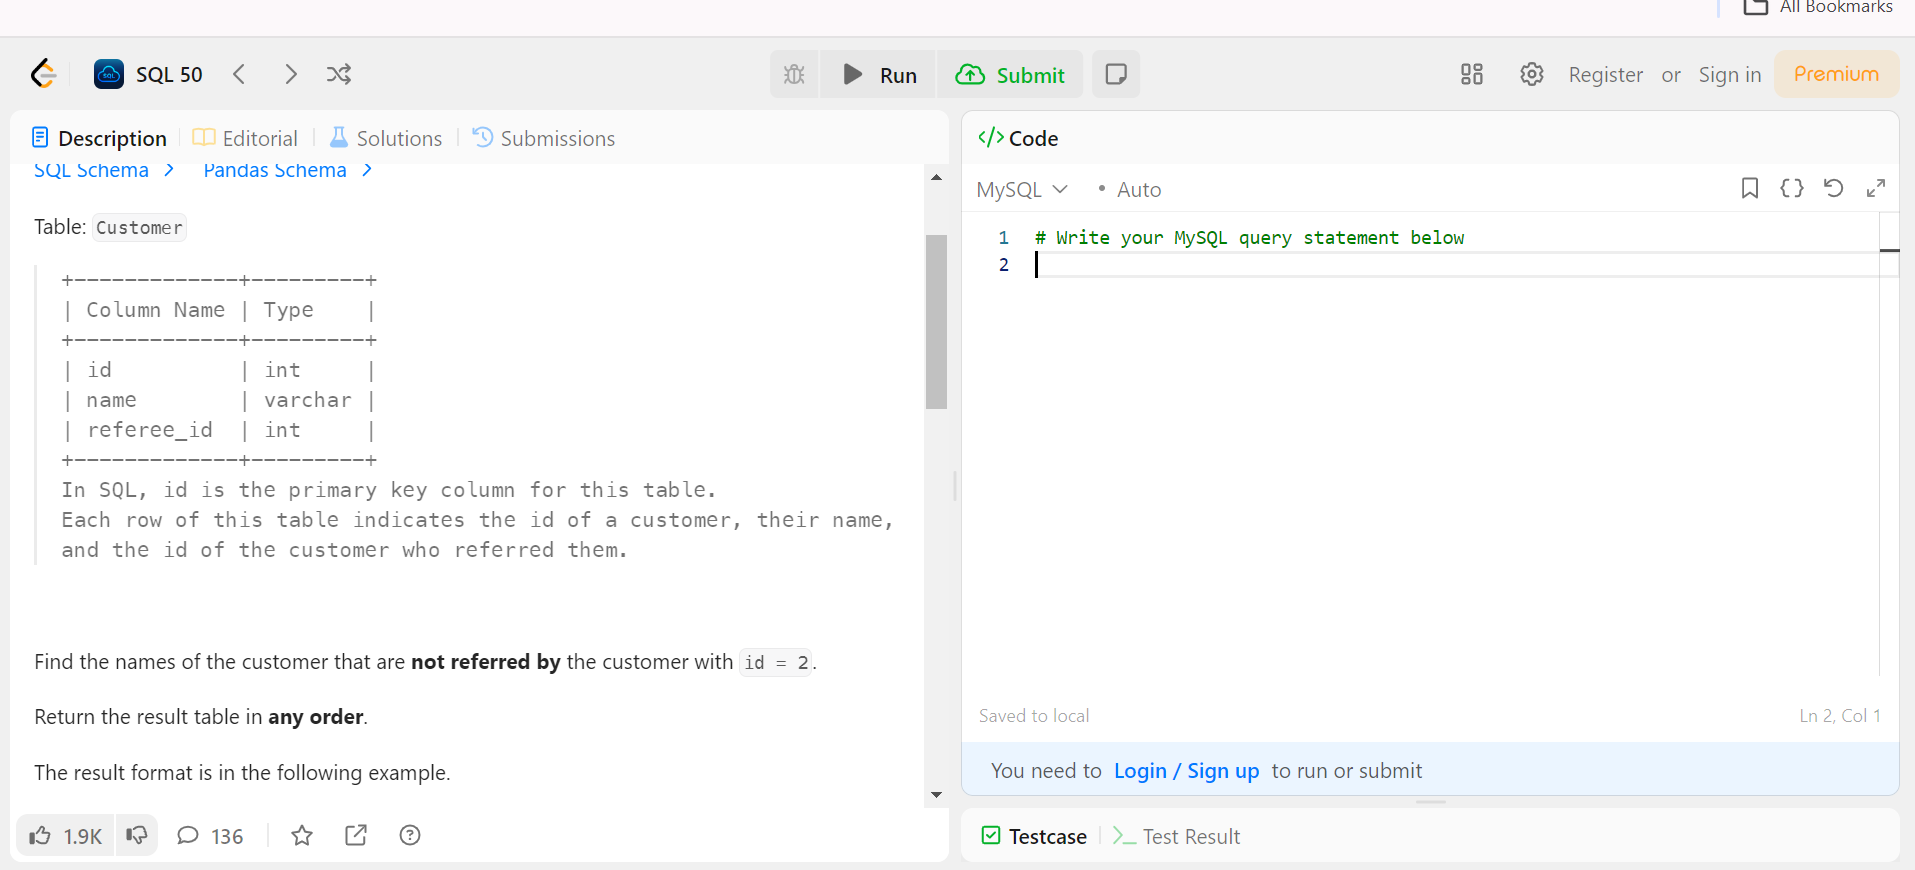 All Bookmarks
SQL 50
Run
Submit
Register or Sign in
Premium
Description
Editorial
Solutions
Submissions
SQL Schema
Pandas Schema
Table: Customer
+-------------+---------+
| Column Name | Type    |
+-------------+---------+
| id          | int     |
| name        | varchar |
| referee_id  | int     |
+-------------+---------+
In SQL, id is the primary key column for this table.
Each row of this table indicates the id of a customer, their name,
and the id of the customer who referred them.
Find the names of the customer that are not referred by the customer with id = 2.
Return the result table in any order.
The result format is in the following example.
1.9K
136
</> Code
MySQL
• Auto
1 # Write your MySQL query statement below
2
Saved to local
Ln 2, Col 1
You need to Login / Sign up to run or submit
Testcase
>_ Test Result